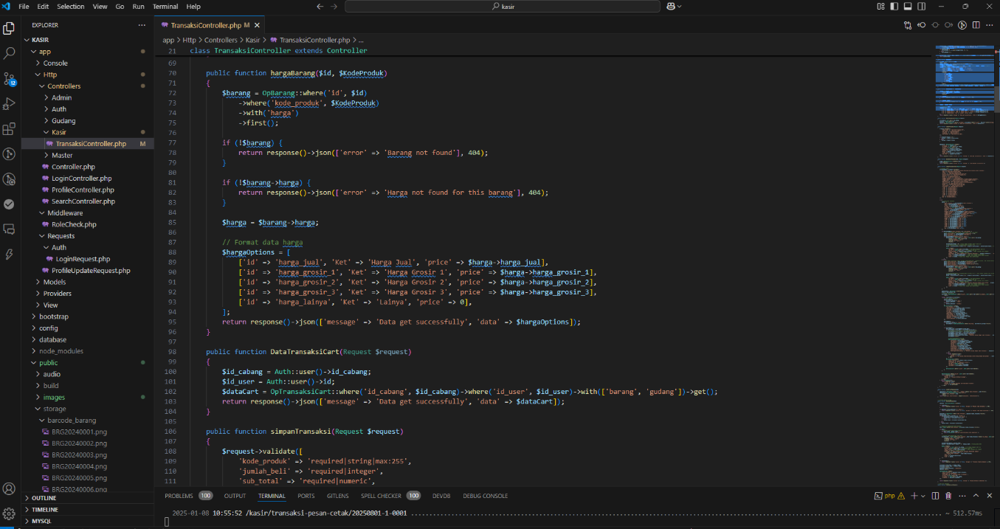 File Edit Selection View Go Run Terminal Help
kasir
EXPLORER
TransaksiController.php M
KASIR
app
Console
Http
Controllers
Admin
Auth
Gudang
Kasir
TransaksiController.php M
Master
Controller.php
LoginController.php
ProfileController.php
SearchController.php
Middleware
RoleCheck.php
Requests
Auth
LoginRequest.php
ProfileUpdateRequest.php
Models
Providers
View
bootstrap
config
database
node_modules
public
audio
build
images
storage
barcode_barang
BRG20240001.png
BRG20240002.png
BRG20240003.png
BRG20240004.png
BRG20240005.png
BRG20240006.png
OUTLINE
TIMELINE
MYSQL
12
app > Http > Controllers > Kasir > TransaksiController.php > ...
21 class TransaksiController extends Controller
69
70 public function hargaBarang($id, $KodeProduk)
71 {
72 $barang = OpBarang::where('id', $id)
73 ->where('kode_produk', $KodeProduk)
74 ->with('harga')
75 ->first();
76
77 if (!$barang) {
78 return response()->json(['error' => 'Barang not found'], 404);
79 }
80
81 if (!$barang->harga) {
82 return response()->json(['error' => 'Harga not found for this barang'], 404);
83 }
84
85 $harga = $barang->harga;
86
87 // Format data harga
88 $hargaOptions = [
89 ['id' => 'harga_jual', 'Ket' => 'Harga Jual', 'price' => $harga->harga_jual],
90 ['id' => 'harga_grosir_1', 'Ket' => 'Harga Grosir 1', 'price' => $harga->harga_grosir_1],
91 ['id' => 'harga_grosir_2', 'Ket' => 'Harga Grosir 2', 'price' => $harga->harga_grosir_2],
92 ['id' => 'harga_grosir_3', 'Ket' => 'Harga Grosir 3', 'price' => $harga->harga_grosir_3],
93 ['id' => 'harga_lainya', 'Ket' => 'Lainya', 'price' => 0],
94 ];
95 return response()->json(['message' => 'Data get successfully', 'data' => $hargaOptions]);
96 }
97
98 public function DataTransaksiCart(Request $request)
99 {
100 $id_cabang = Auth::user()->id_cabang;
101 $id_user = Auth::user()->id;
102 $dataCart = OpTransaksiCart::where('id_cabang', $id_cabang)->where('id_user', $id_user)->with(['barang', 'gudang'])->get();
103 return response()->json(['message' => 'Data get successfully', 'data' => $dataCart]);
104 }
105
106 public function simpanTransaksi(Request $request)
107 {
108 $request->validate([
109 'kode_produk' => 'required|string|max:255',
110 'jumlah_beli' => 'required|integer',
111 'sub_total' => 'required|numeric',
PROBLEMS 100 OUTPUT TERMINAL PORTS GITLENS SPELL CHECKER 100 DEVDB DEBUG CONSOLE
php
2025-01-08 10:55:52 /kasir/transaksi-pesan-cetak/20250801-1-0001 ~ 512.57ms